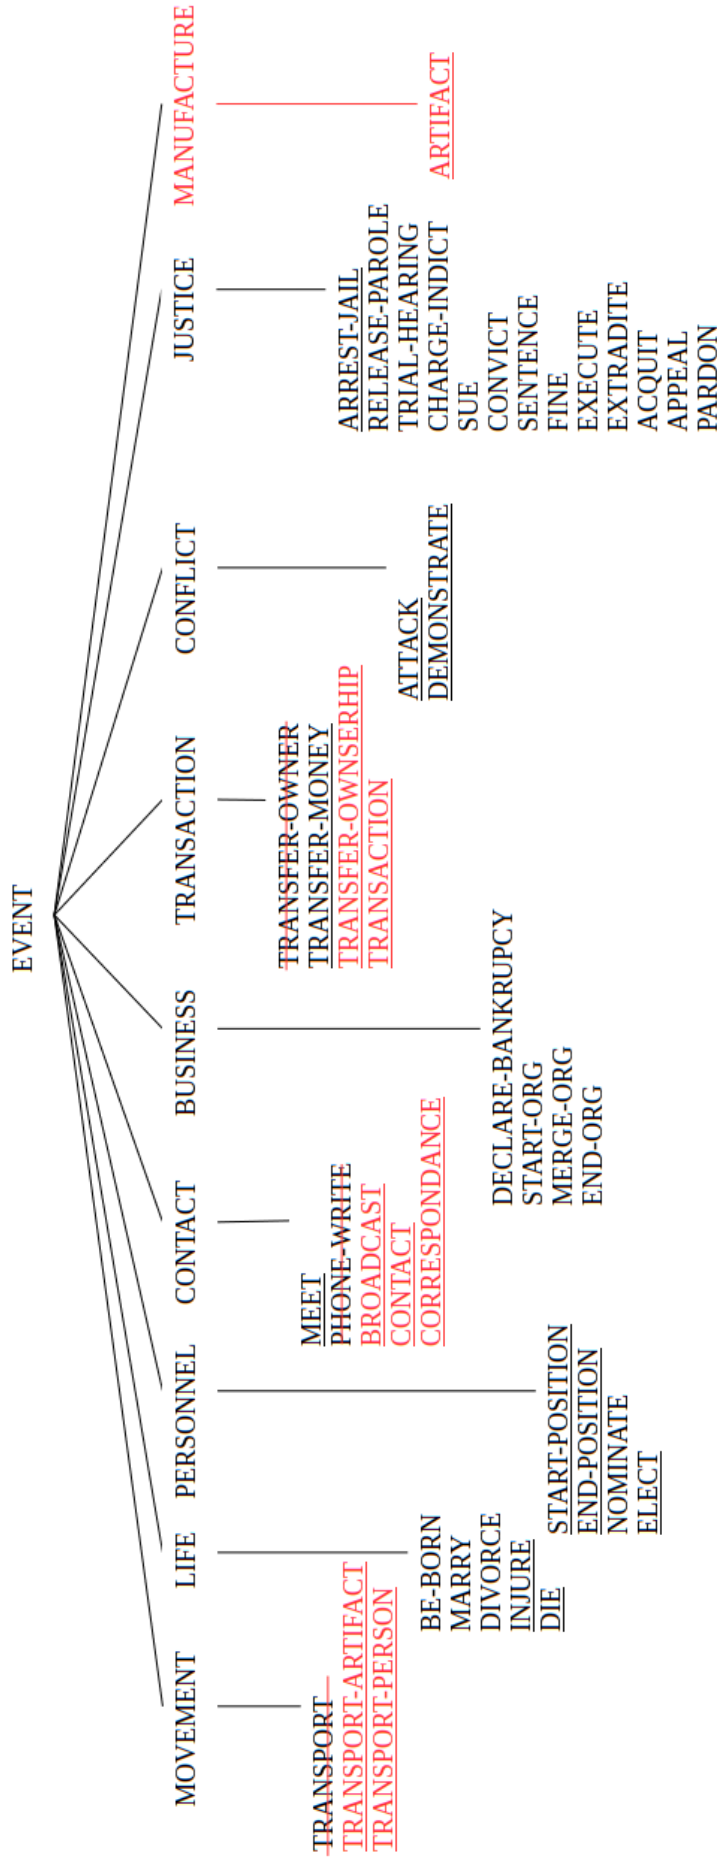 EVENT
MOVEMENT
LIFE
PERSONNEL
CONTACT
BUSINESS
TRANSACTION
CONFLICT
JUSTICE
MANUFACTURE
TRANSPORT
TRANSPORT-ARTIFACT
TRANSPORT-PERSON
BE-BORN
MARRY
DIVORCE
INJURE
DIE
START-POSITION
END-POSITION
NOMINATE
ELECT
MEET
PHONE-WRITE
BROADCAST
CONTACT
CORRESPONDANCE
DECLARE-BANKRUPCY
START-ORG
MERGE-ORG
END-ORG
TRANSFER-OWNER
TRANSFER-MONEY
TRANSFER-OWNSERHIP
TRANSACTION
ATTACK
DEMONSTRATE
ARREST-JAIL
RELEASE-PAROLE
TRIAL-HEARING
CHARGE-INDICT
SUE
CONVICT
SENTENCE
FINE
EXECUTE
EXTRADITE
ACQUIT
APPEAL
PARDON
ARTIFACT